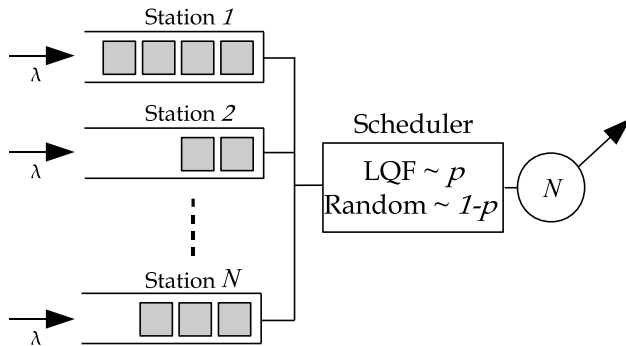 Station 1
λ
Station 2
λ
Scheduler
LQF ~ p
Random ~ 1-p
N
Station N
λ